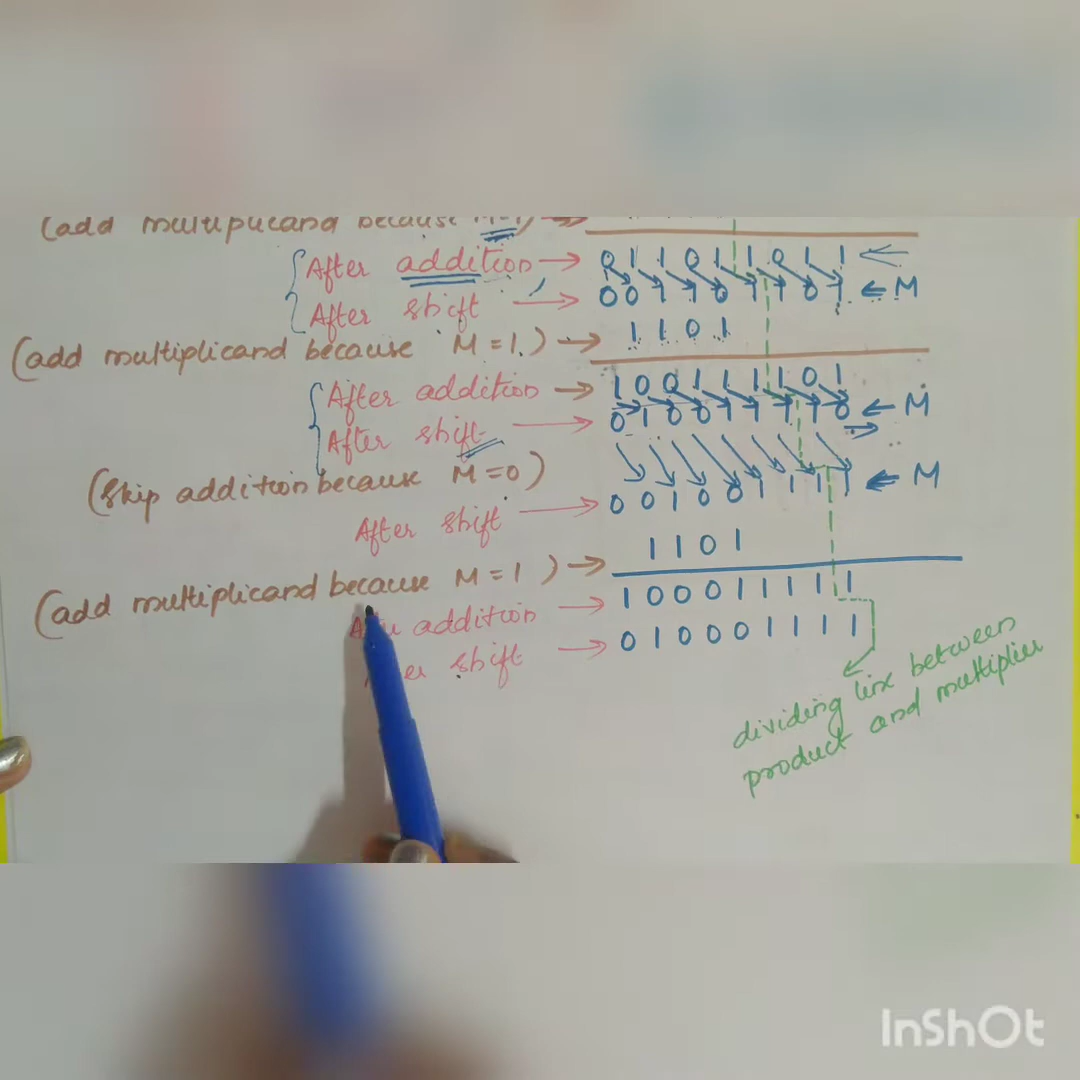 (add multiplicand because M=1) →
After addition → 0 1 1 0 1 1 0 1 1
After shift → 0 0 1 1 0 1 1 0 1 ← M
(add multiplicand because M = 1.) → 1 1 0 1
After addition → 1 0 0 1 1 1 1 0 1
After shift → 0 1 0 0 1 1 1 1 0 ← M
(Skip addition because M=0)
After shift → 0 0 1 0 0 1 1 1 1 ← M
1 1 0 1
(add multiplicand because M = 1 ) →
addition → 1 0 0 0 1 1 1 1 1
shift → 0 1 0 0 0 1 1 1 1
dividing line between
product and multiplier
InShOt